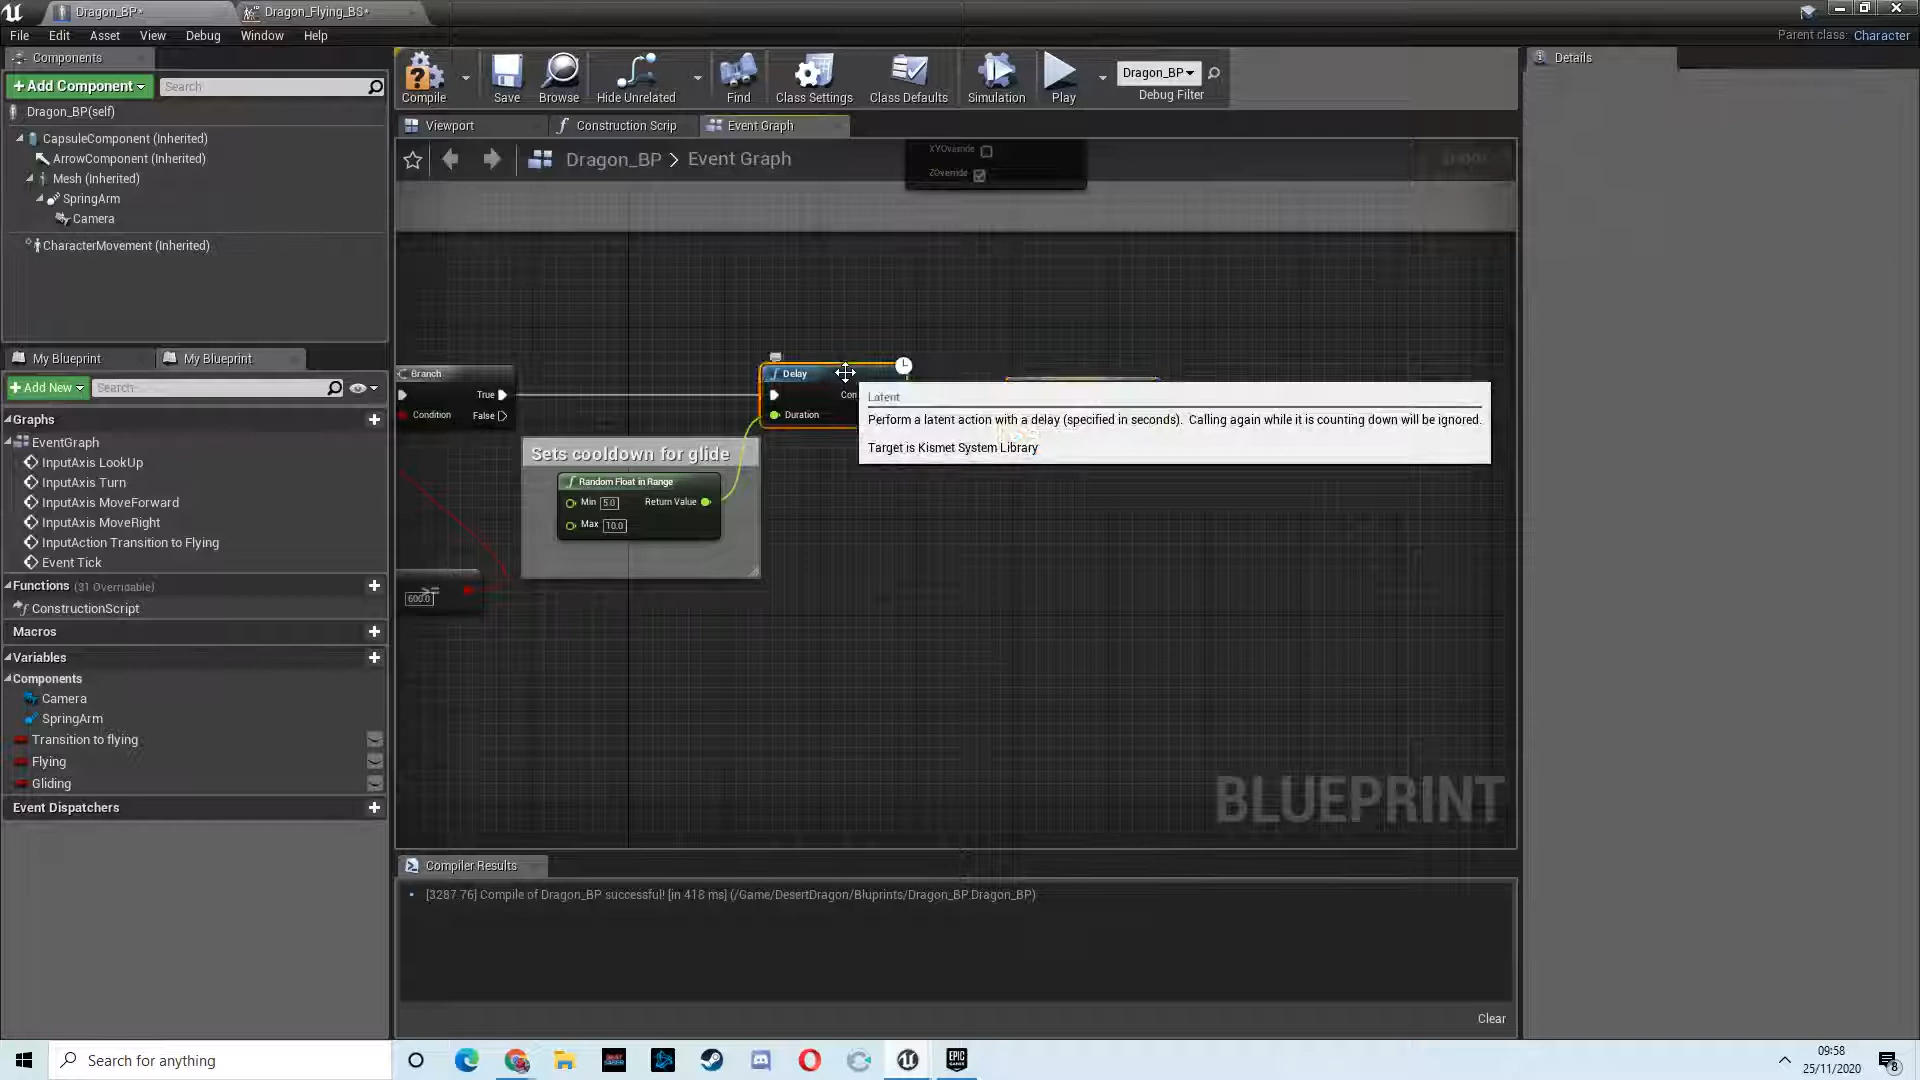 Dragon_BP*
Dragon_Flying_BS*
File Edit Asset View Debug Window Help
Parent class: Character
Components
+Add Component
Search
Dragon_BP(self)
CapsuleComponent (Inherited)
ArrowComponent (Inherited)
Mesh (Inherited)
SpringArm
Camera
CharacterMovement (Inherited)
Compile
Save
Browse
Hide Unrelated
Find
Class Settings
Class Defaults
Simulation
Play
Dragon_BP
Debug Filter
Details
Viewport
Construction Scrip
Event Graph
Dragon_BP > Event Graph
XYOverride
ZOverride
Branch
True
Condition
False
600.0
>=
Delay
Con
Duration
Latent
Perform a latent action with a delay (specified in seconds). Calling again while it is counting down will be ignored.
Target is Kismet System Library
Sets cooldown for glide
Random Float in Range
Min 5.0 Return Value
Max 10.0
BLUEPRINT
My Blueprint
My Blueprint
+Add New
Search
Graphs
EventGraph
InputAxis LookUp
InputAxis Turn
InputAxis MoveForward
InputAxis MoveRight
InputAction Transition to Flying
Event Tick
Functions (31 Overridable)
ConstructionScript
Macros
Variables
Components
Camera
SpringArm
Transition to flying
Flying
Gliding
Event Dispatchers
Compiler Results
[3287.76] Compile of Dragon_BP successful! [in 418 ms] (/Game/DesertDragon/Bluprints/Dragon_BP.Dragon_BP)
Clear
Search for anything
EPIC GAMES
09:58
25/11/2020
8